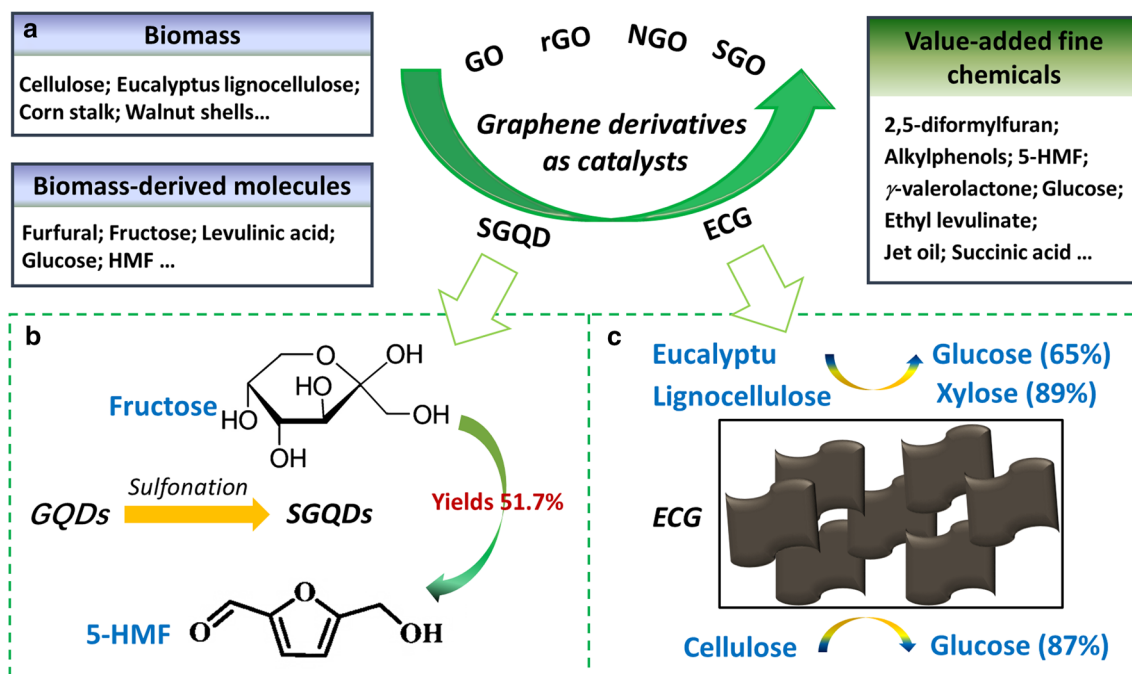 a
Biomass
Cellulose; Eucalyptus lignocellulose;
Corn stalk; Walnut shells...
Biomass-derived molecules
Furfural; Fructose; Levulinic acid;
Glucose; HMF ...
GO rGO NGO SGO
Graphene derivatives
as catalysts
SGQD ECG
Value-added fine
chemicals
2,5-diformylfuran;
Alkylphenols; 5-HMF;
γ-valerolactone; Glucose;
Ethyl levulinate;
Jet oil; Succinic acid ...
b
O
OH
HO
Fructose
OH
HO
OH
Sulfonation
GQDs
SGQDs
Yields 51.7%
5-HMF
O
O
OH
c
Eucalyptu
Lignocellulose
Glucose (65%)
Xylose (89%)
ECG
Cellulose
Glucose (87%)